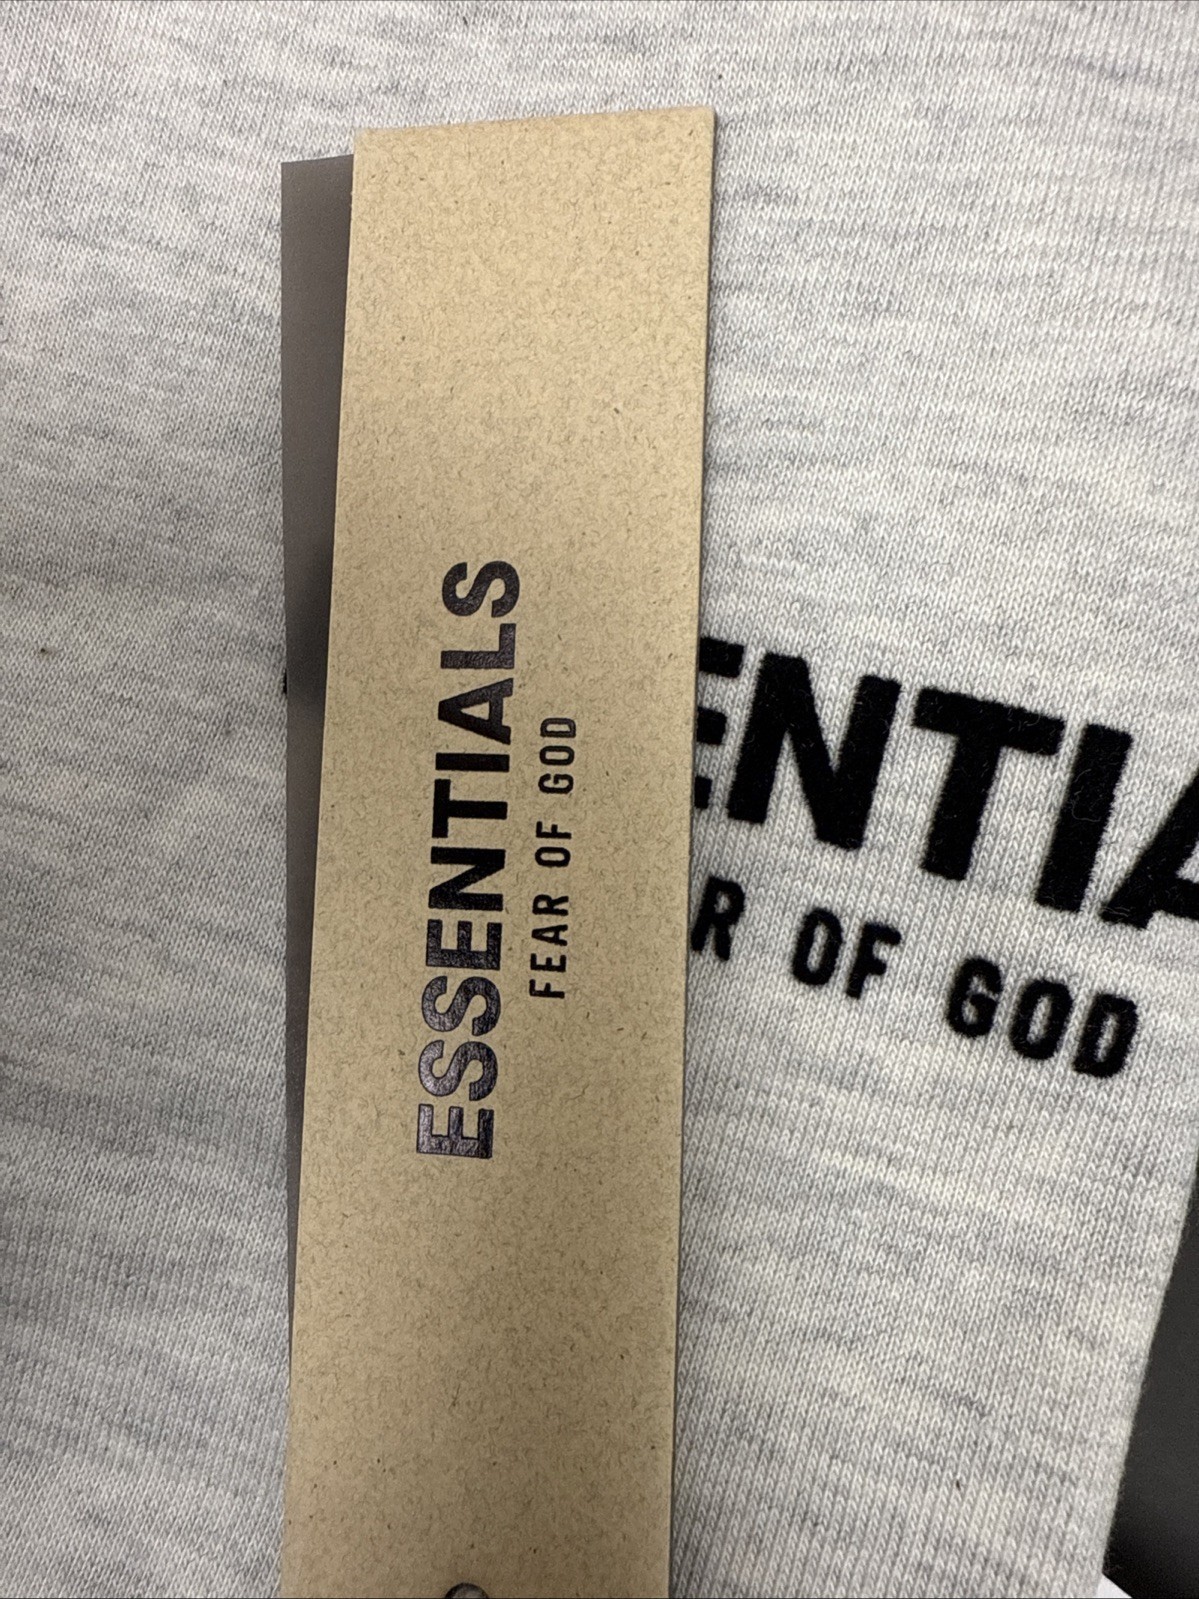 ESSENTIALS
FEAR OF GOD
ENTIA
R OF GOD